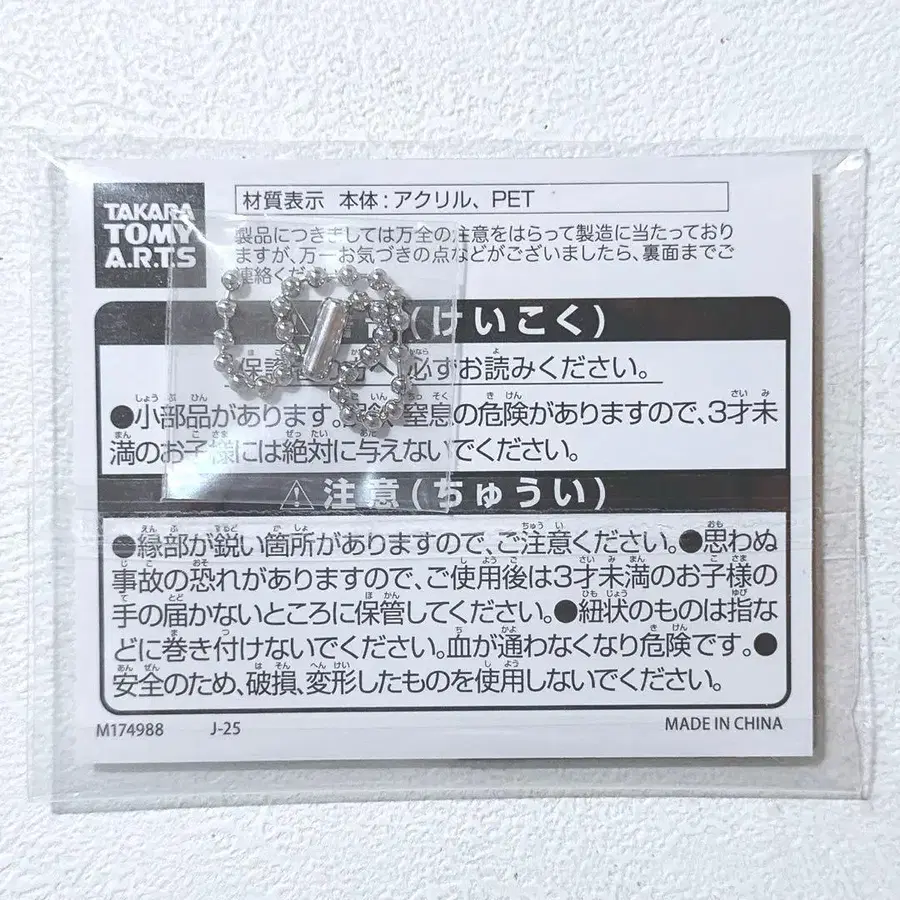 TAKARA
TOMY
A.R.T.S
材質表示 本体:アクリル、PET
製品につきましては万全の注意をはらって製造に当たっており
ますが、万一お気づきの点などがございましたら、裏面までご
連絡ください
(けいこく)
保護 必ずお読みください。
●小部品があります。 窒息の危険がありますので、3才未
満のお子様には絶対に与えないでください。
⚠注意(ちゅうい)
●縁部が鋭い箇所がありますので、ご注意ください。●思わぬ
事故の恐れがありますので、ご使用後は3才未満のお子様の
手の届かないところに保管してください。●紐状のものは指な
どに巻き付けないでください。血が通わなくなり危険です。●
安全のため、破損、変形したものを使用しないでください。
M174988 J-25 MADE IN CHINA